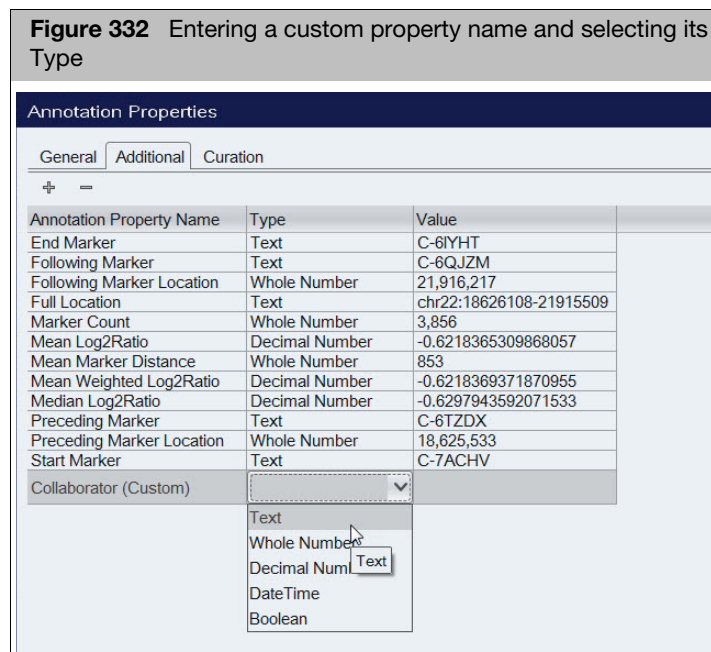 Figure 332 Entering a custom property name and selecting its
Type
Annotation Properties
General Additional Curation
Annotation Property Name Type Value
End Marker Text C-6IYHT
Following Marker Text C-6QJZM
Following Marker Location Whole Number 21,916,217
Full Location Text chr22:18626108-21915509
Marker Count Whole Number 3,856
Mean Log2Ratio Decimal Number -0.6218365309868057
Mean Marker Distance Whole Number 853
Mean Weighted Log2Ratio Decimal Number -0.6218369371870955
Median Log2Ratio Decimal Number -0.6297943592071533
Preceding Marker Text C-6TZDX
Preceding Marker Location Whole Number 18,625,533
Start Marker Text C-7ACHV
Collaborator (Custom)
Text
Whole Number
Decimal Num Text
DateTime
Boolean